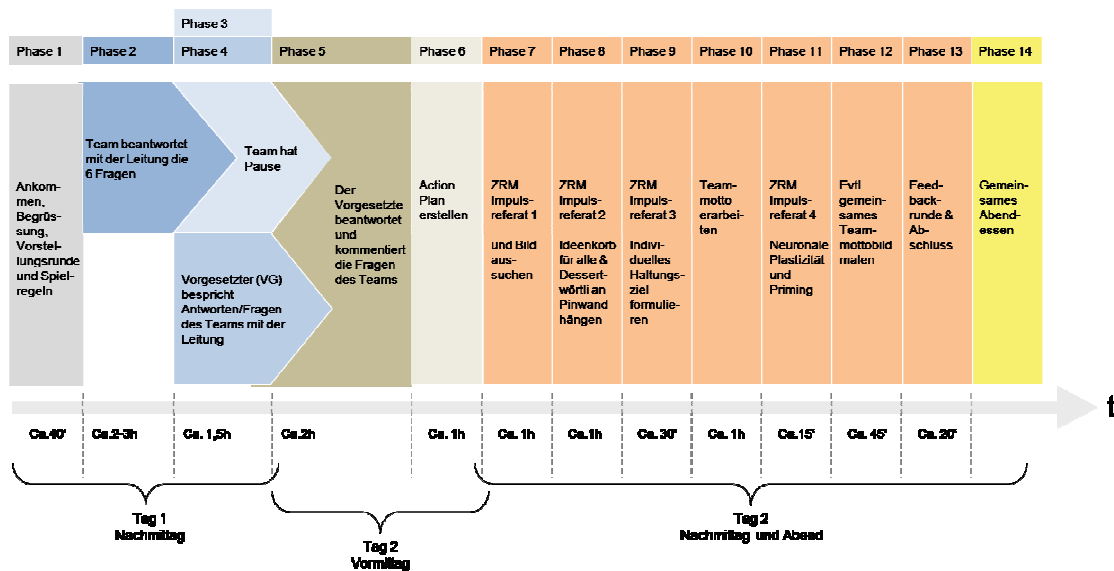 Phase 3
Phase 1
Phase 2
Phase 4
Phase 5
Phase 6
Phase 7
Phase 8
Phase 9
Phase 10
Phase 11
Phase 12
Phase 13
Phase 14
Ankom-
men,
Begrüs-
sung,
Vorstel-
lungsrunde
und Spiel-
regeln
Team beantwortet
mit der Leitung die
6 Fragen
Team hat
Pause
Vorgesetzter (VG)
bespricht
Antworten/Fragen
des Teams mit der
Leitung
Der
Vorgesetzte
beantwortet
und
kommentiert
die Fragen
des Teams
Action
Plan
erstellen
ZRM
Impuls-
referat 1
und Bild
aus-
suchen
ZRM
Impuls-
referat 2
Ideenkorb
für alle &
Dessert-
wörtli an
Pinwand
hängen
ZRM
Impuls-
referat 3
Indivi-
duelles
Haltungs-
ziel
formulie-
ren
Team-
motto
erarbei-
ten
ZRM
Impuls-
referat 4
Neuronale
Plastizität
und
Priming
Evtl
gemein-
sames
Team-
mottobild
malen
Feed-
back-
runde &
Ab-
schluss
Gemein-
sames
Abend-
essen
t
Ca.40'
Ca.2-3h
Ca. 1,5h
Ca.2h
Ca. 1h
Ca. 1h
Ca.1h
Ca. 30'
Ca. 1h
Ca.15'
Ca. 45'
Ca. 20'
Tag 1
Nachmittag
Tag 2
Vormittag
Tag 2
Nachmittag und Abend